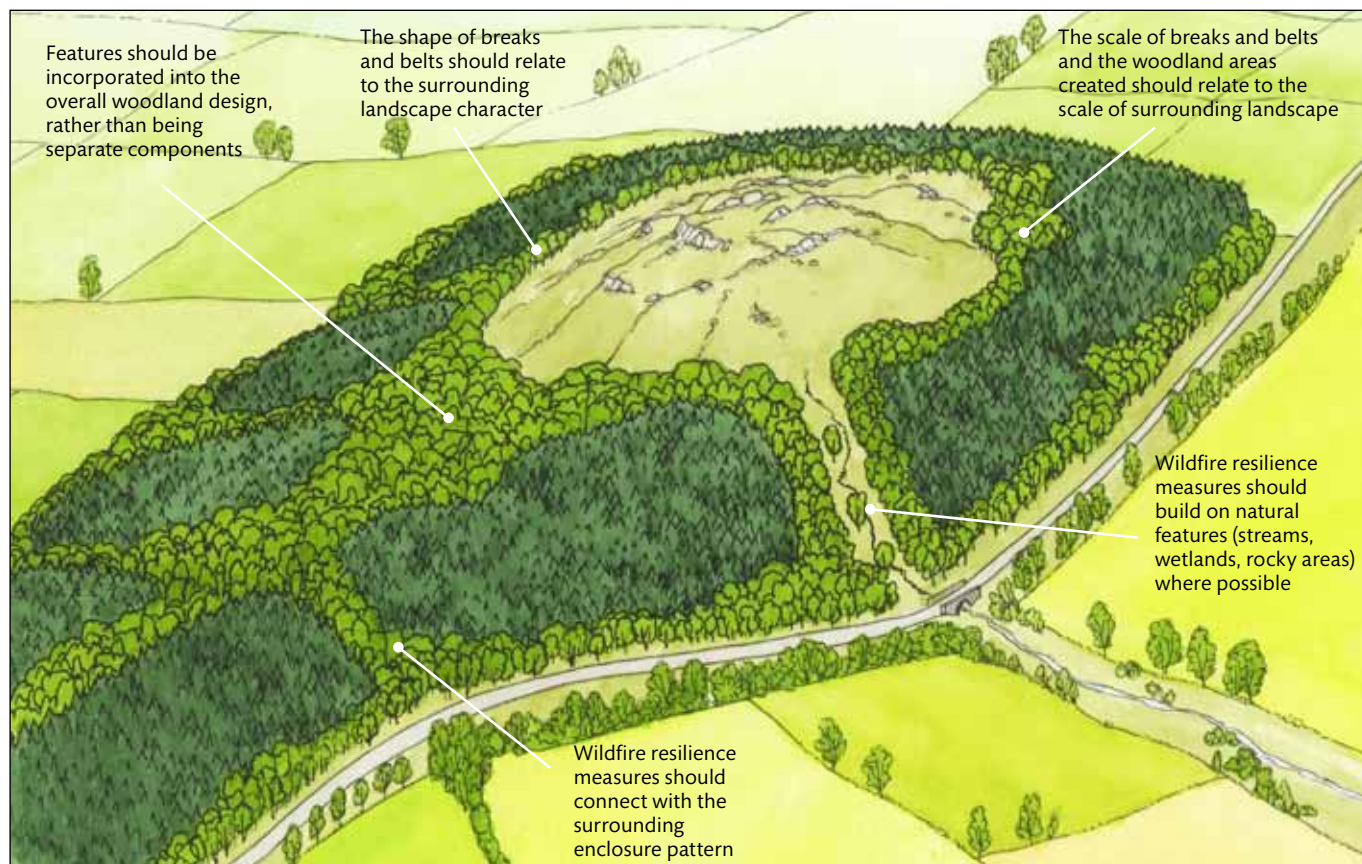 Features should be
incorporated into the
overall woodland design,
rather than being
separate components
The shape of breaks
and belts should relate
to the surrounding
landscape character
The scale of breaks and belts
and the woodland areas
created should relate to the
scale of surrounding landscape
Wildfire resilience
measures should
build on natural
features (streams,
wetlands, rocky areas)
where possible
Wildfire resilience
measures should
connect with the
surrounding
enclosure pattern